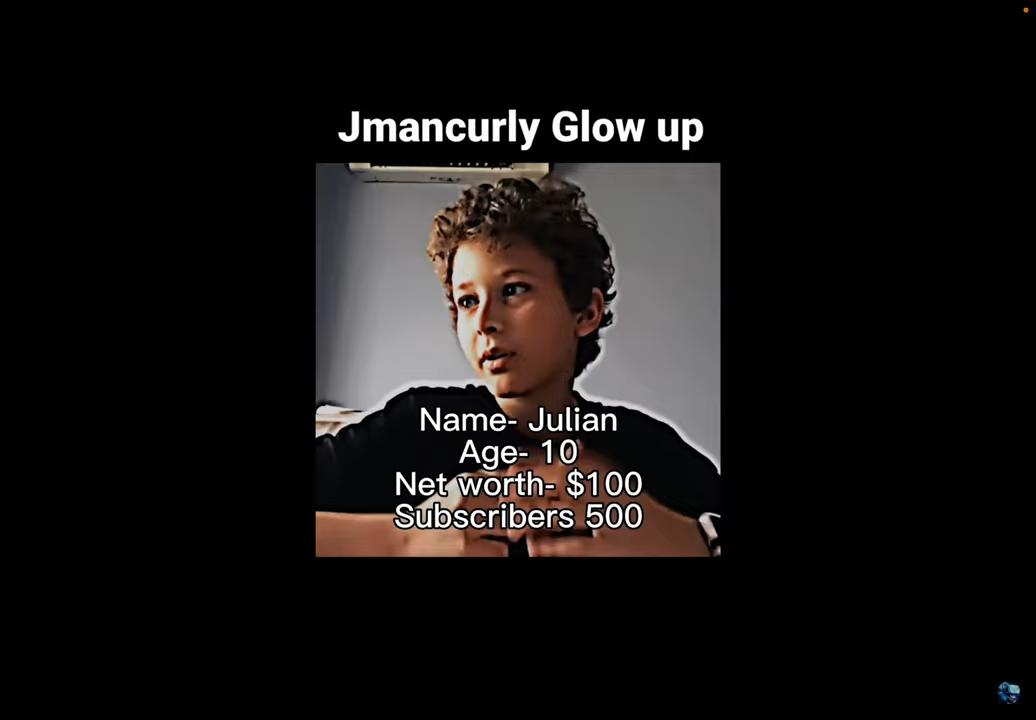 Jmancurly Glow up
Name- Julian
Age- 10
Net worth- $100
Subscribers 500